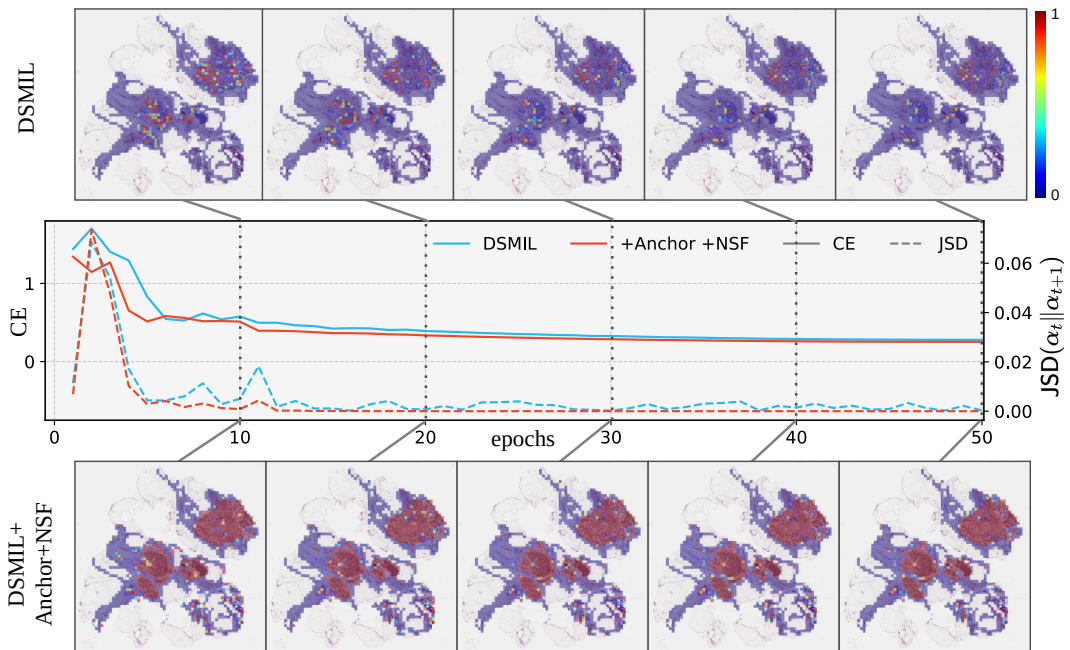 DSMIL
1
0
DSMIL
+Anchor +NSF
CE
JSD
CE
1
0
0.06
0.04
0.02
0.00
JSD(α_t||α_{t+1})
0
10
20
30
40
50
epochs
DSMIL+
Anchor+NSF